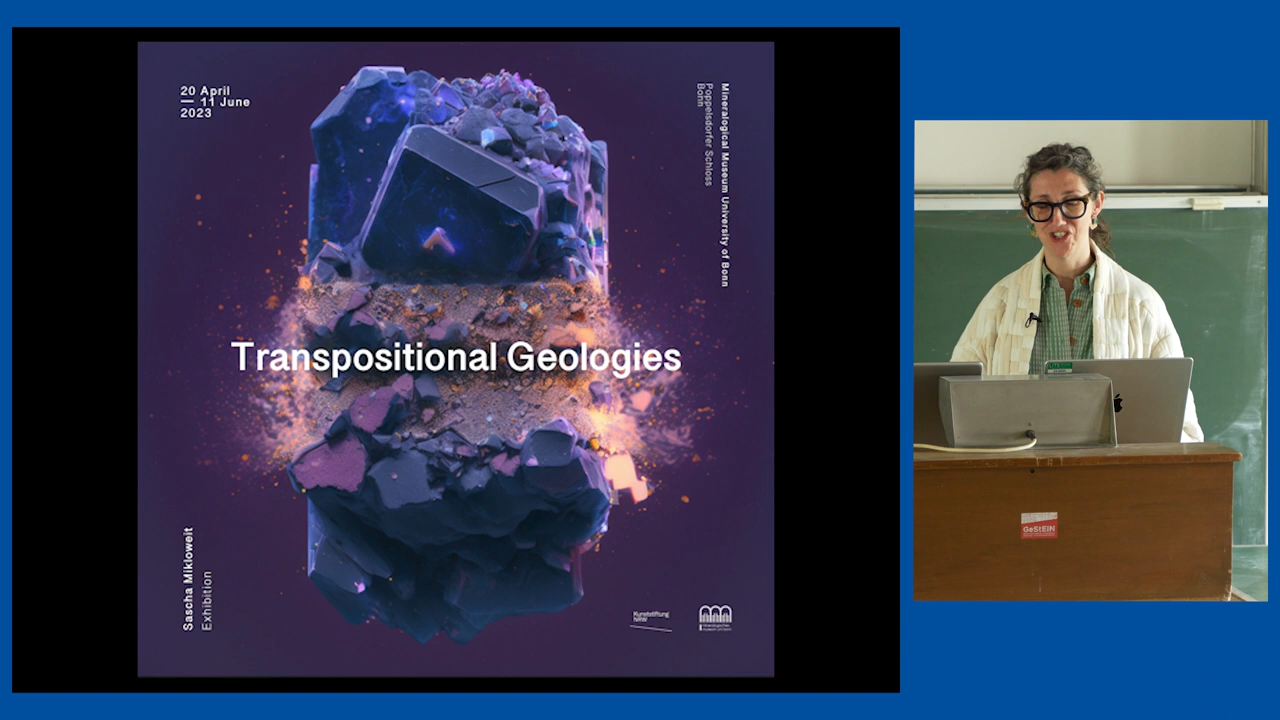 20 April
— 11 June
2023
Mineralogical Museum University of Bonn
Poppelsdorfer Schloss
Bonn
Transpositional Geologies
Sascha Mikloweit
Exhibition
Kunststiftung
NRW
GeStEIN